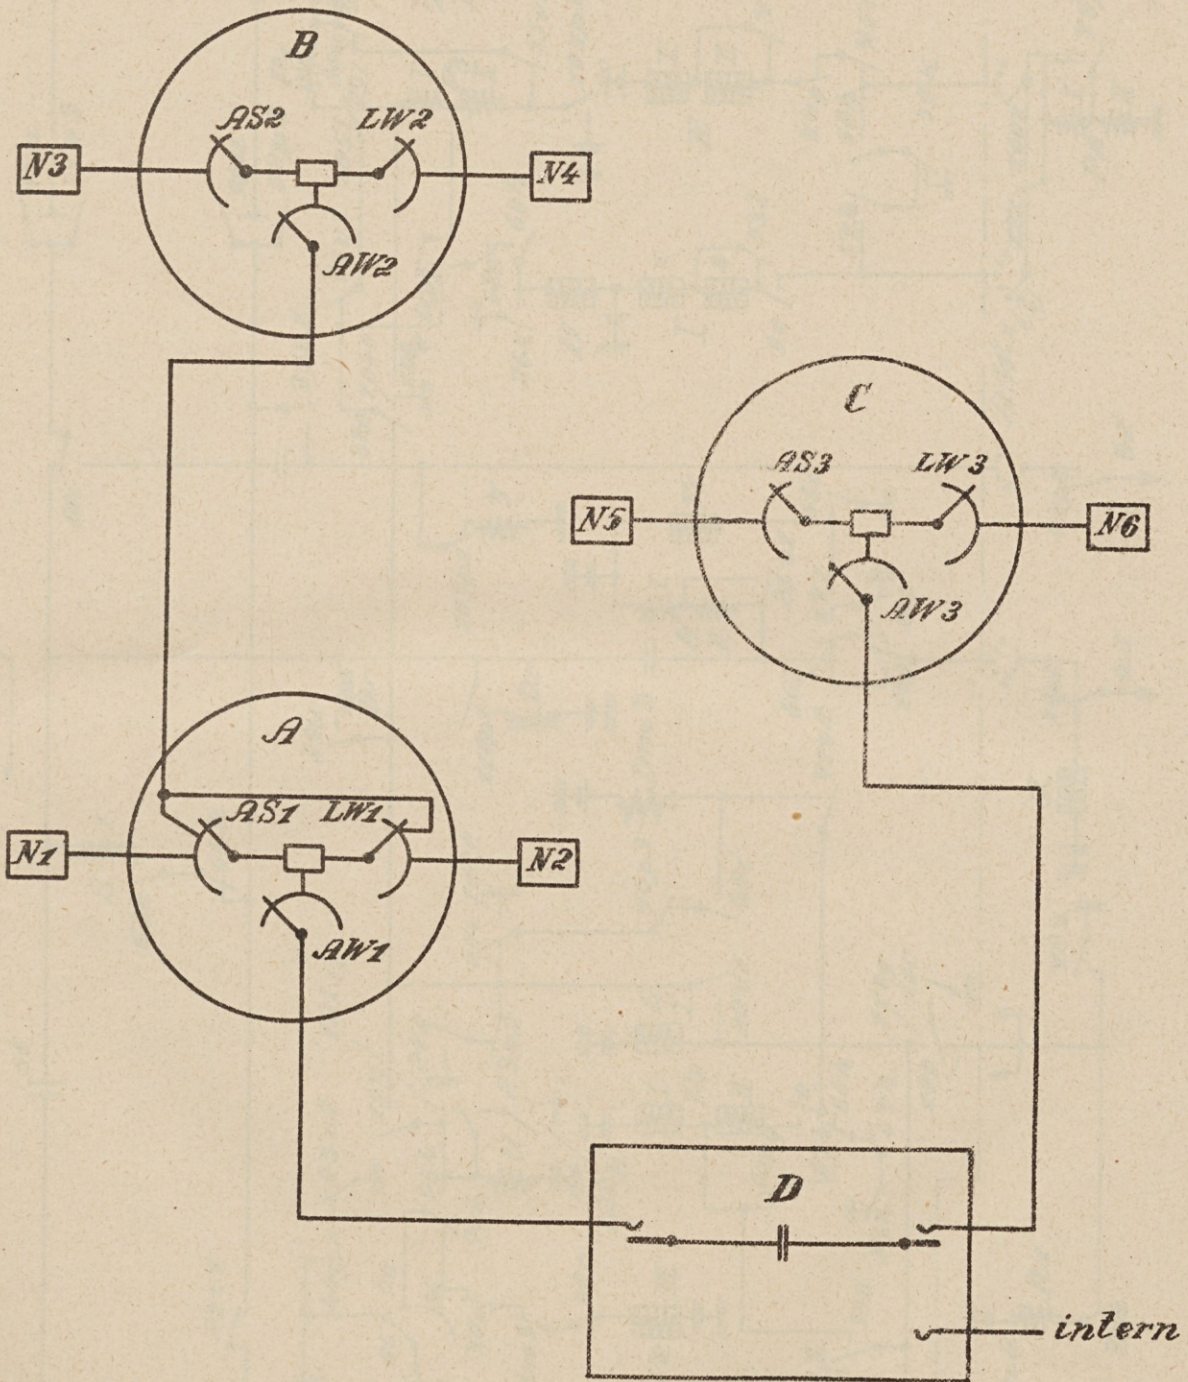 B
AS2 LW2
N3 N4
AW2
C
AS3 LW3
N5 N6
AW3
A
AS1 LW1
N1 N2
AW1
D
intern